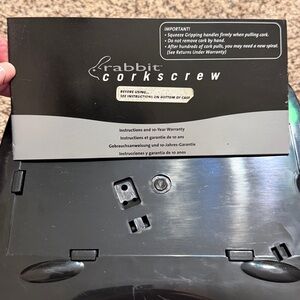 IMPORTANT!
• Squeeze Gripping handles firmly when pulling cork.
• Do not remove cork by hand.
• After hundreds of cork pulls, you may need a new spiral.
(See Returns Under Warranty)
rabbit
corkscrew
BEFORE USING...
SEE INSTRUCTIONS ON BOTTOM OF CASE
Instructions and 10-Year Warranty
Instructions et garantie de 10 ans
Gebrauchsanweisung und 10-Jahres-Garantie
Instrucciones y garantía de 10 anos